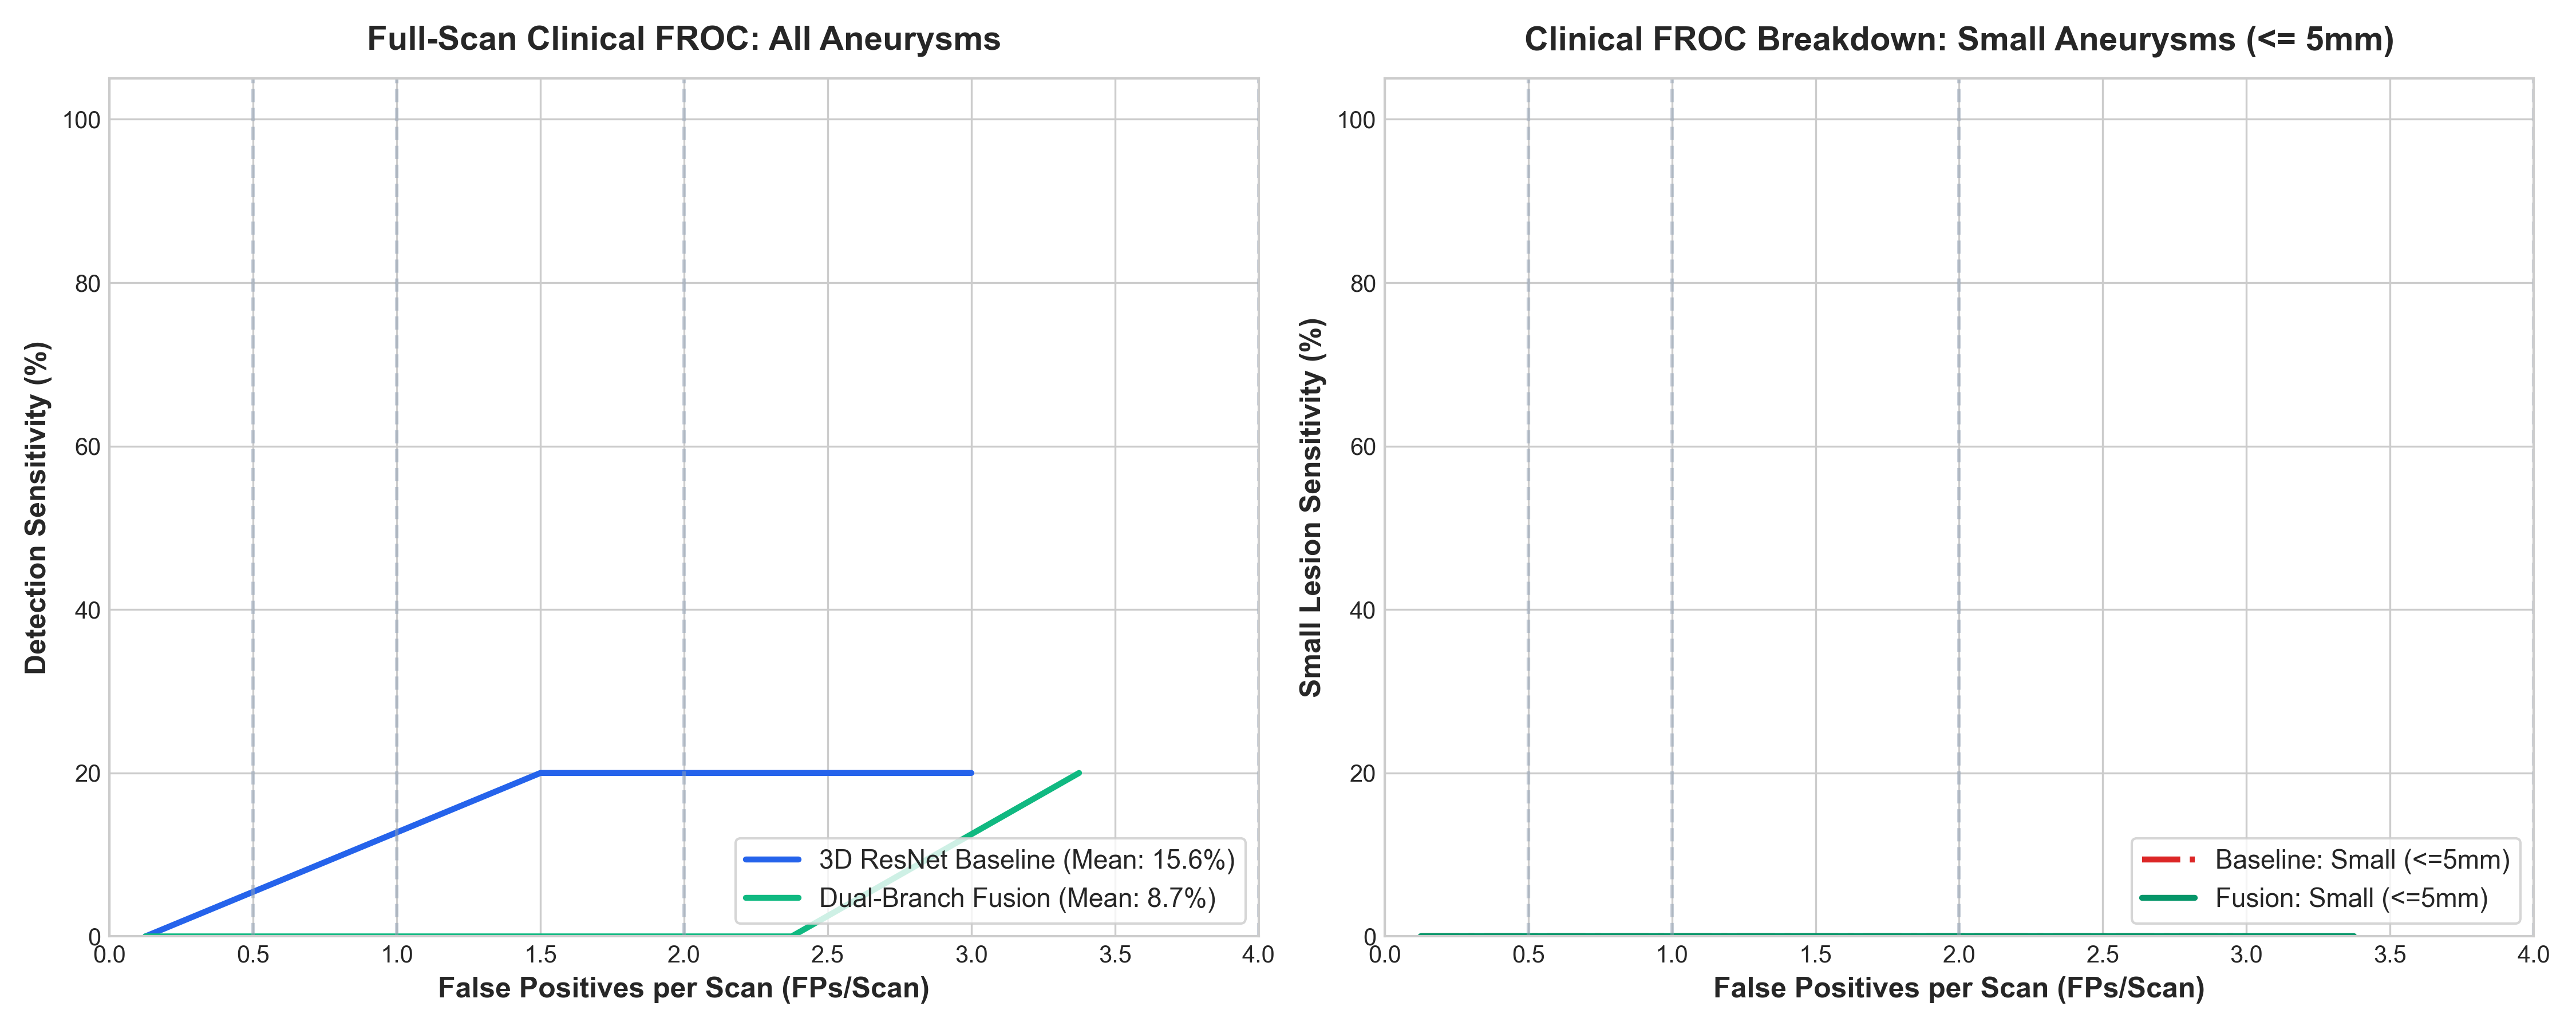 Full-Scan Clinical FROC: All Aneurysms
Detection Sensitivity (%)
100
80
60
40
20
0
0.0 0.5 1.0 1.5 2.0 2.5 3.0 3.5 4.0
False Positives per Scan (FPs/Scan)
3D ResNet Baseline (Mean: 15.6%)
Dual-Branch Fusion (Mean: 8.7%)
Clinical FROC Breakdown: Small Aneurysms (<= 5mm)
Small Lesion Sensitivity (%)
100
80
60
40
20
0
0.0 0.5 1.0 1.5 2.0 2.5 3.0 3.5 4.0
False Positives per Scan (FPs/Scan)
Baseline: Small (<=5mm)
Fusion: Small (<=5mm)